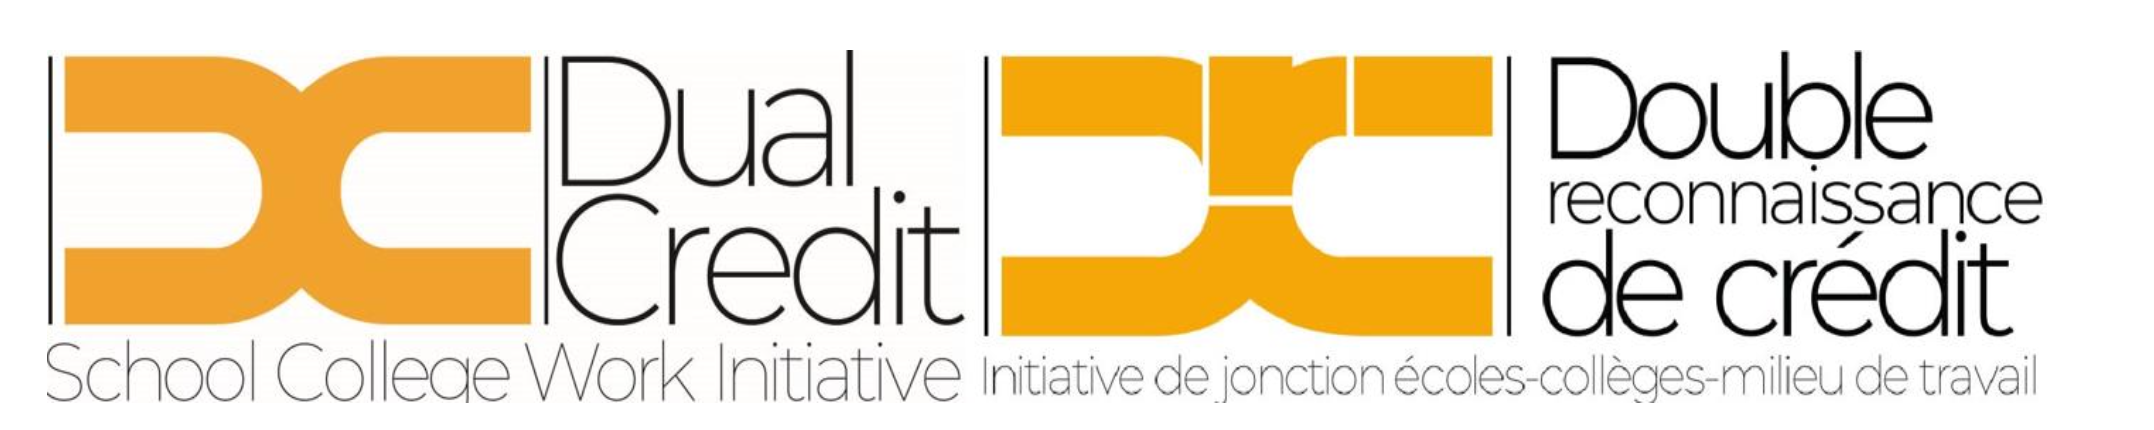 Dual
Credit
School College Work Initiative
Double
reconnaissance
de crédit
Initiative de jonction écoles-collèges-milieu de travail